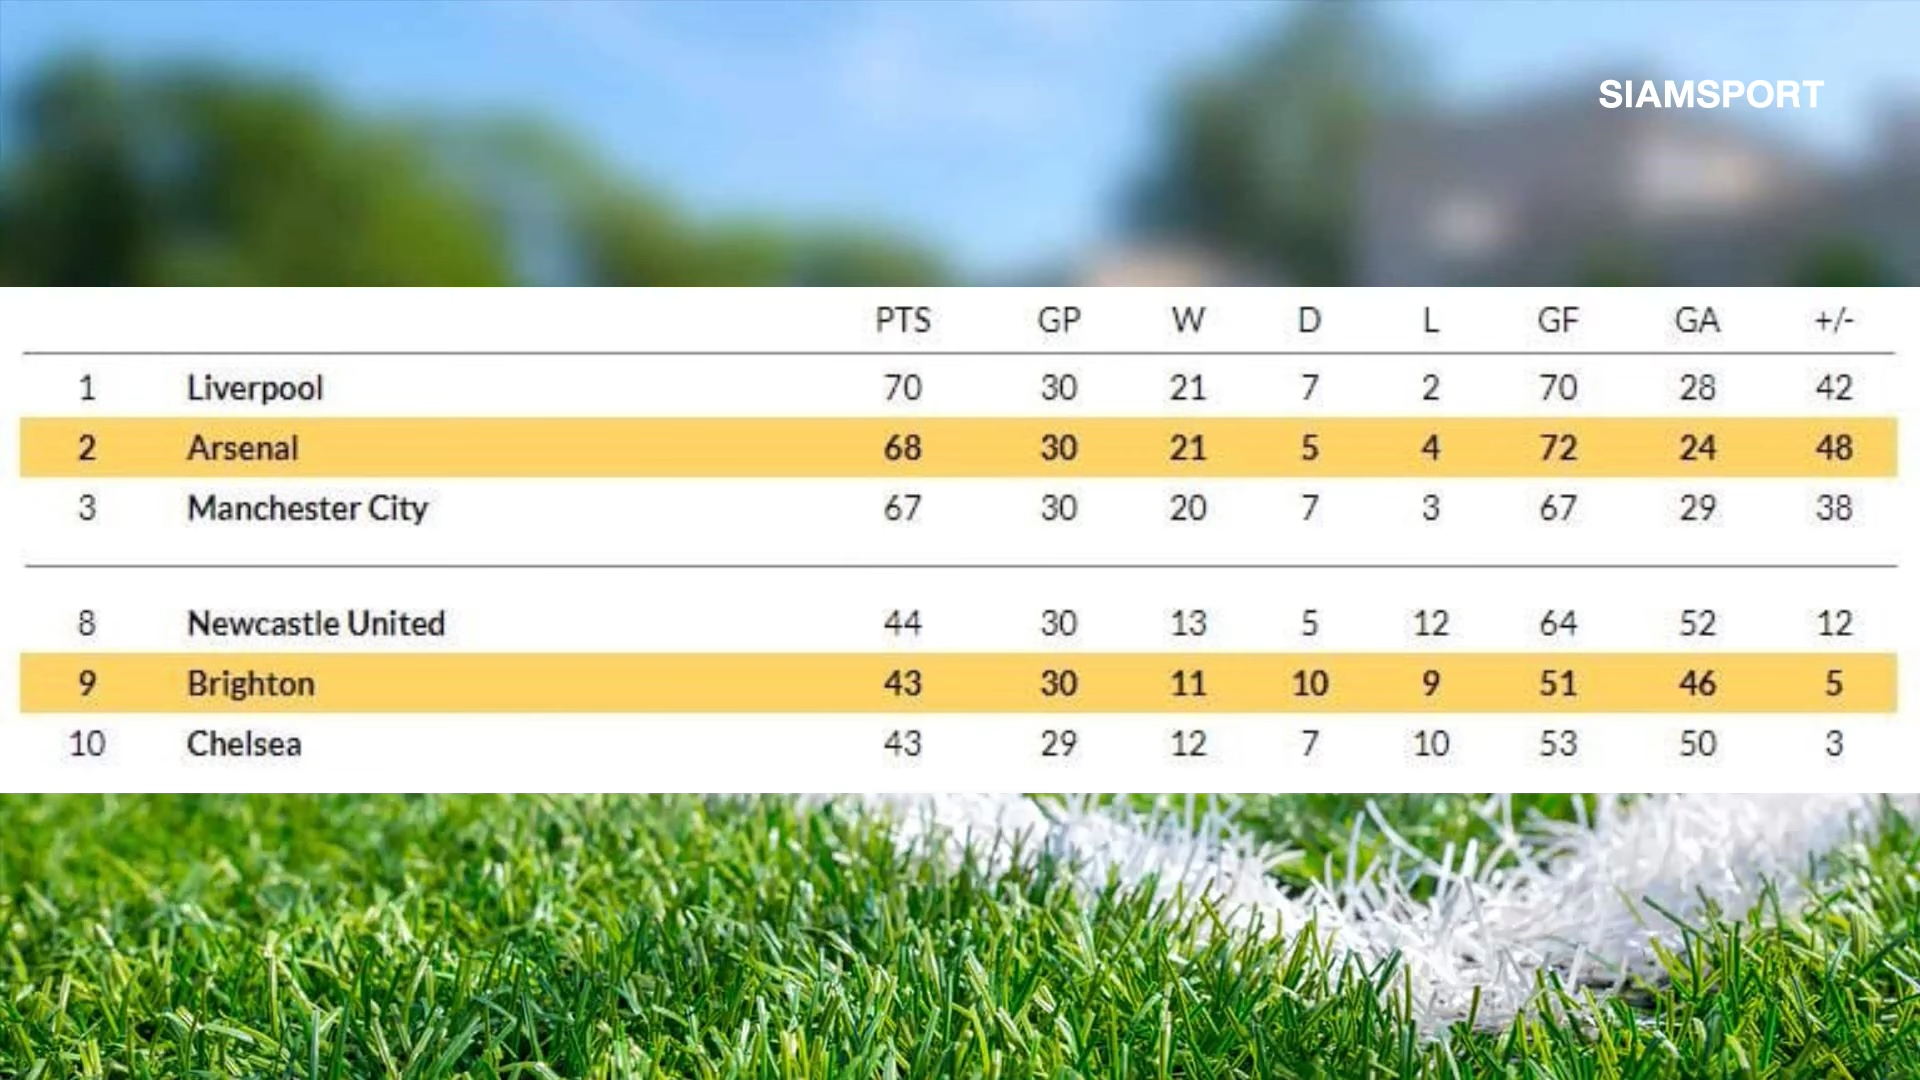 SIAMSPORT
PTS GP W D L GF GA +/-
1 Liverpool 70 30 21 7 2 70 28 42
2 Arsenal 68 30 21 5 4 72 24 48
3 Manchester City 67 30 20 7 3 67 29 38
8 Newcastle United 44 30 13 5 12 64 52 12
9 Brighton 43 30 11 10 9 51 46 5
10 Chelsea 43 29 12 7 10 53 50 3